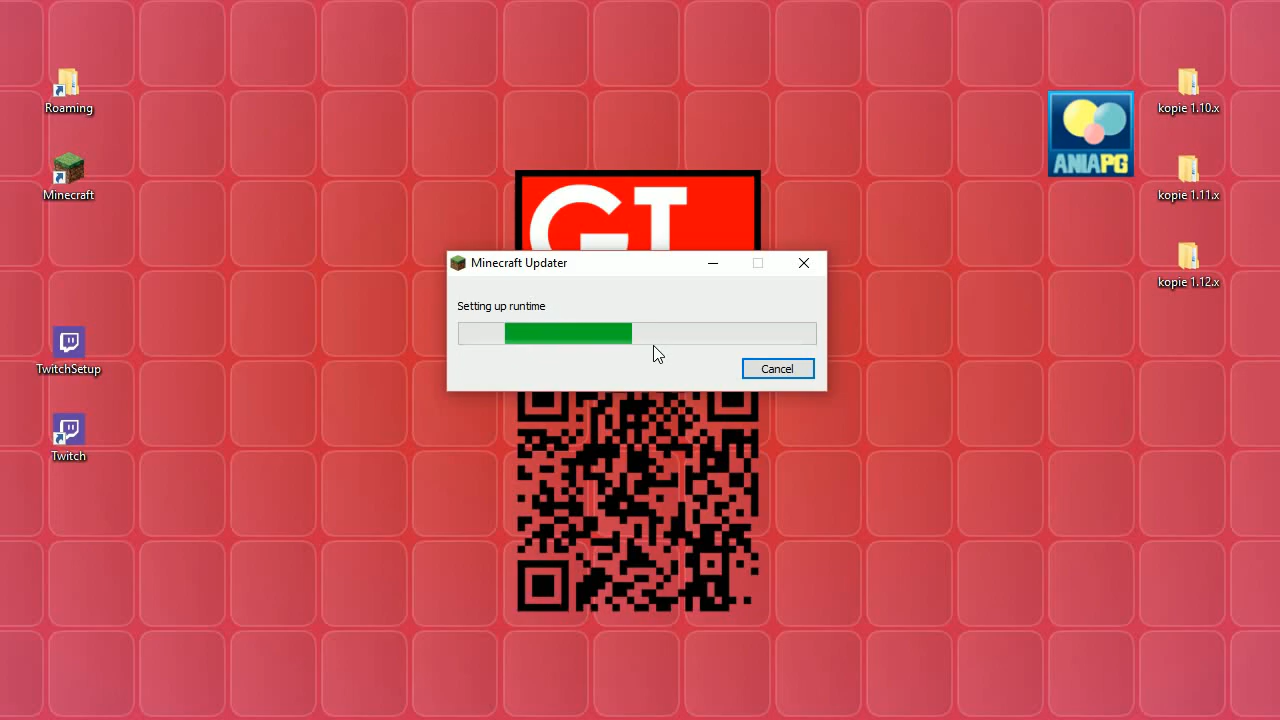 Roaming
Minecraft
TwitchSetup
Twitch
GT
Minecraft Updater
Setting up runtime
Cancel
ANIAPG
kopie 1.10.x
kopie 1.11.x
kopie 1.12.x